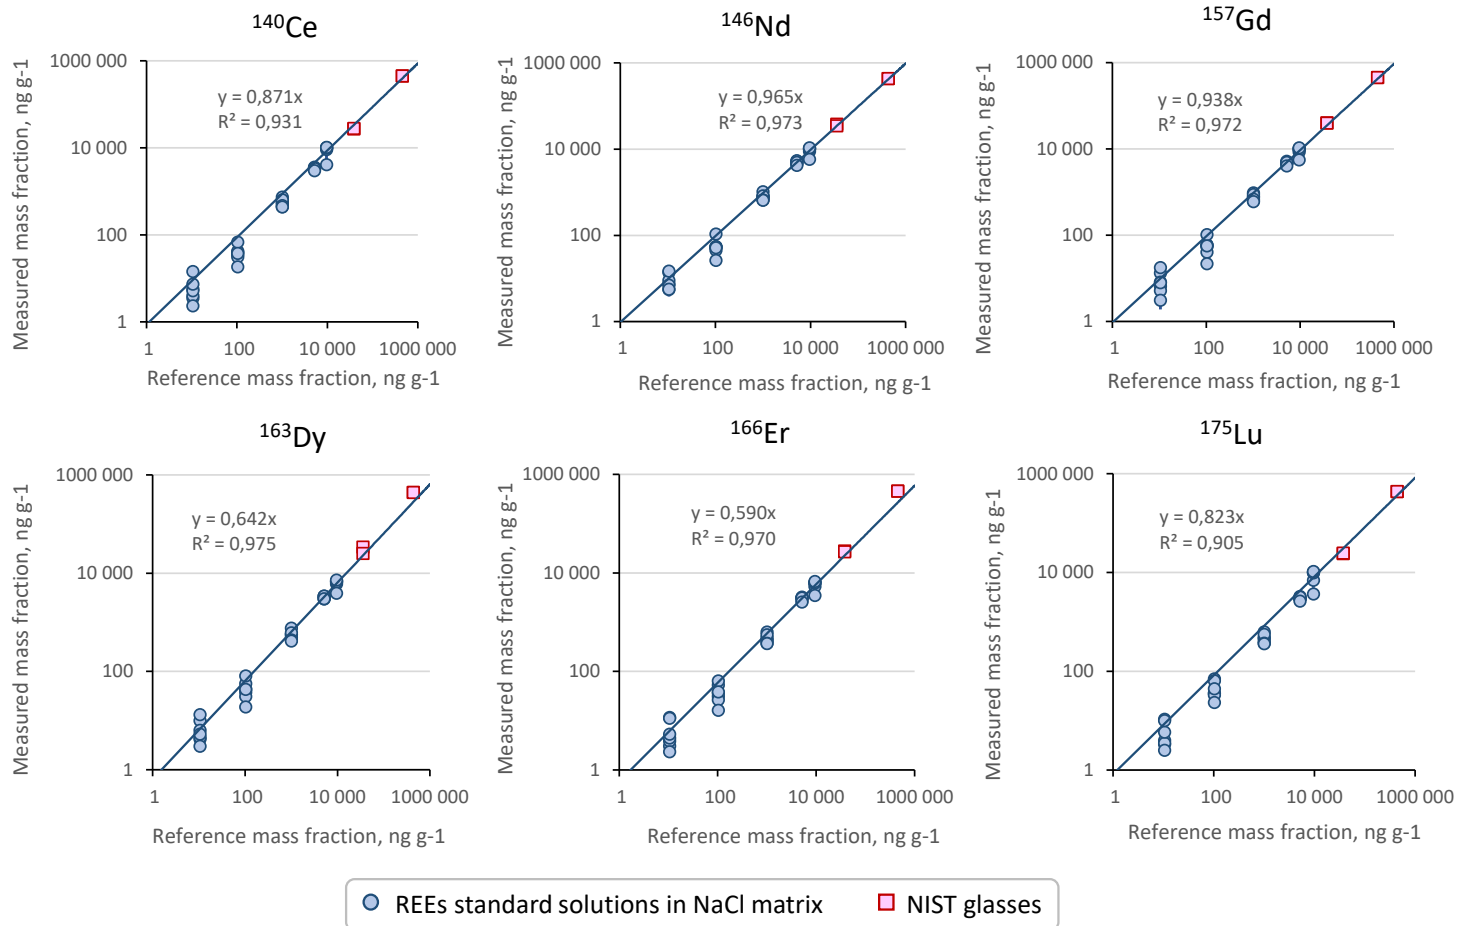 ¹⁴⁰Ce
Measured mass fraction, ng g-1
1000 000
10 000
100
1
y = 0,871x
R² = 0,931
1 100 10 000 1000 000
Reference mass fraction, ng g-1
¹⁴⁶Nd
Measured mass fraction, ng g-1
1000 000
10 000
100
1
y = 0,965x
R² = 0,973
1 100 10 000 1000 000
Reference mass fraction, ng g-1
¹⁵⁷Gd
Measured mass fraction, ng g-1
1000 000
10 000
100
1
y = 0,938x
R² = 0,972
1 100 10 000 1000 000
Reference mass fraction, ng g-1
¹⁶³Dy
Measured mass fraction, ng g-1
1000 000
10 000
100
1
y = 0,642x
R² = 0,975
1 100 10 000 1000 000
Reference mass fraction, ng g-1
¹⁶⁶Er
Measured mass fraction, ng g-1
1000 000
10 000
100
1
y = 0,590x
R² = 0,970
1 100 10 000 1000 000
Reference mass fraction, ng g-1
¹⁷⁵Lu
Measured mass fraction, ng g-1
1000 000
10 000
100
1
y = 0,823x
R² = 0,905
1 100 10 000 1000 000
Reference mass fraction, ng g-1
REEs standard solutions in NaCl matrix
NIST glasses